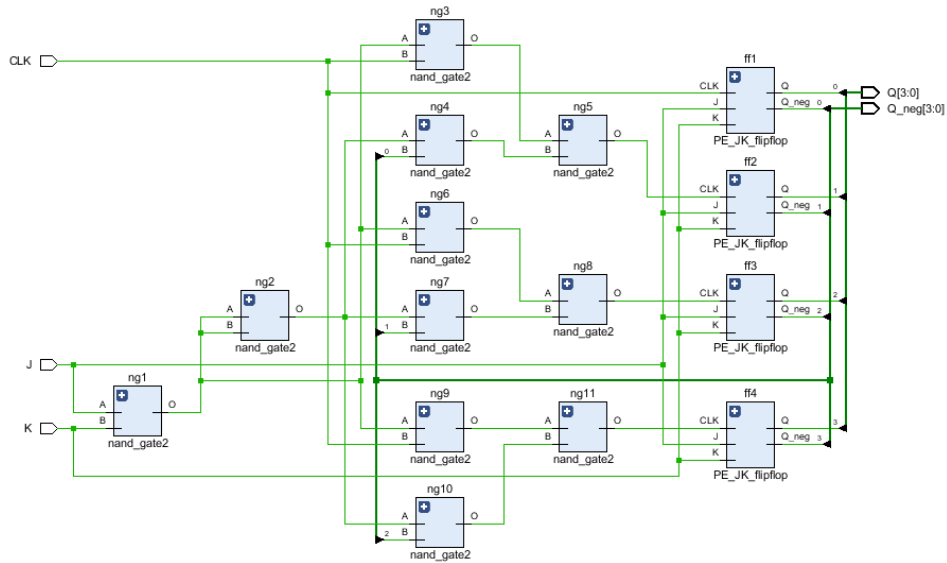 ng3
A
B
O
nand_gate2
CLK
ff1
CLK
J
K
Q
Q_neg
PE_JK_flipflop
0
0
Q[3:0]
Q_neg[3:0]
ng4
A
B
O
nand_gate2
0
ng5
A
B
O
nand_gate2
ff2
CLK
J
K
Q
Q_neg
PE_JK_flipflop
1
1
ng6
A
B
O
nand_gate2
ng2
A
B
O
nand_gate2
ng7
A
B
O
nand_gate2
1
ng8
A
B
O
nand_gate2
ff3
CLK
J
K
Q
Q_neg
PE_JK_flipflop
2
2
J
K
ng1
A
B
O
nand_gate2
ng9
A
B
O
nand_gate2
ng11
A
B
O
nand_gate2
ff4
CLK
J
K
Q
Q_neg
PE_JK_flipflop
3
3
ng10
A
B
O
nand_gate2
2